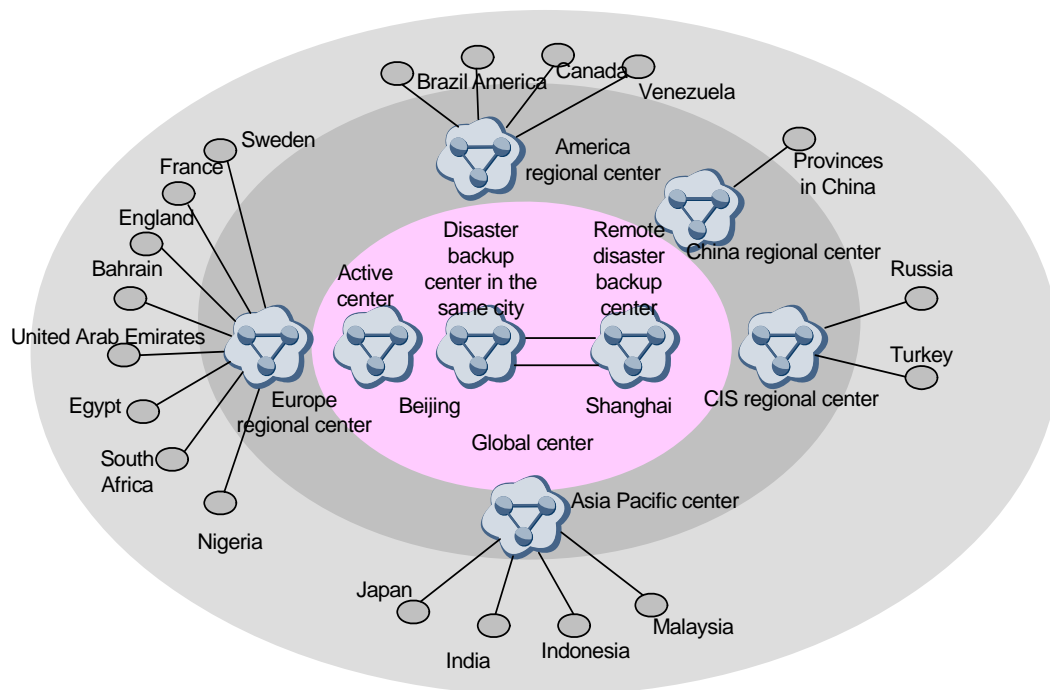 Brazil America
Canada
Venezuela
Sweden
France
England
Bahrain
United Arab Emirates
Egypt
South
Africa
Nigeria
America
regional center
Provinces
in China
China regional center
Disaster
backup
center in the
same city
Remote
disaster
backup
center
Active
center
Russia
Turkey
CIS regional center
Europe
regional center
Beijing
Shanghai
Global center
Asia Pacific center
Japan
India
Indonesia
Malaysia